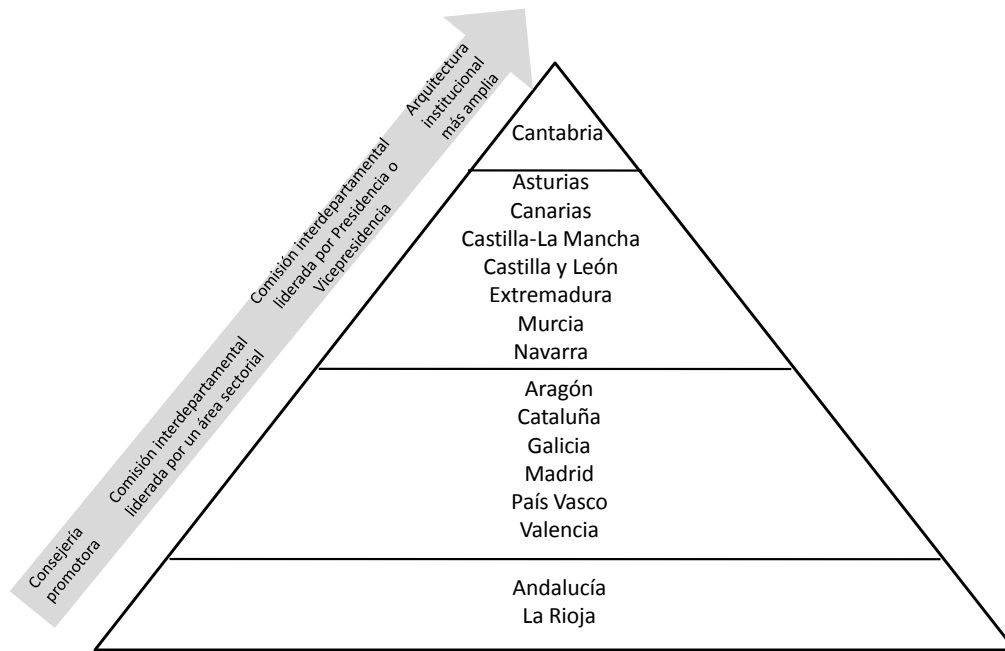 Arquitectura
institucional
más amplia
Comisión interdepartamental
liderada por Presidencia o
Vicepresidencia
Comisión interdepartamental
liderada por un área sectorial
Consejería
promotora
Cantabria
Asturias
Canarias
Castilla-La Mancha
Castilla y León
Extremadura
Murcia
Navarra
Aragón
Cataluña
Galicia
Madrid
País Vasco
Valencia
Andalucía
La Rioja